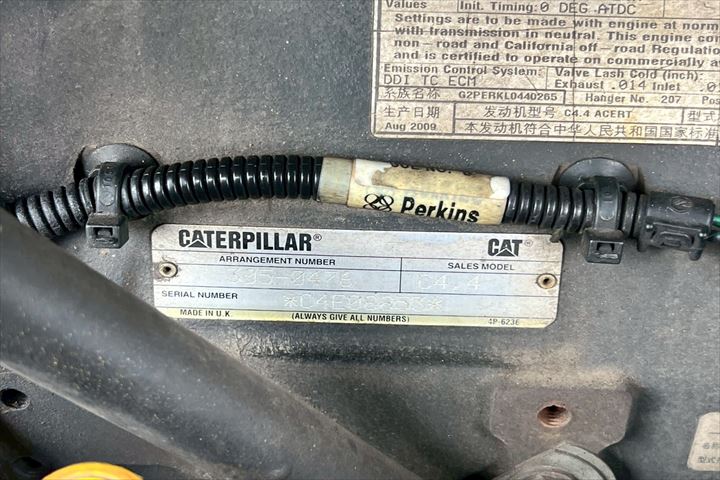 Values Init. Timing:0 DEG ATDC
Settings are to be made with engine at norm
with transmission in neutral. This engine con
non - road and California off - road Regulatio
and is certified to operate on commercially av
Emission Control System: Valve Lash Cold (inch):
DDI TC ECM Exhaust .014 Inlet
系族名称 G2PERKL0440265 Hanger No. 207 Pos
生产日期 发动机型号 C4.4 ACERT 型式
Aug 2009 本发动机符合中华人民共和国国家标准
Perkins
CATERPILLAR® CAT®
ARRANGEMENT NUMBER SALES MODEL
C4.4
SERIAL NUMBER
MADE IN U.K (ALWAYS GIVE ALL NUMBERS) 4P-6236